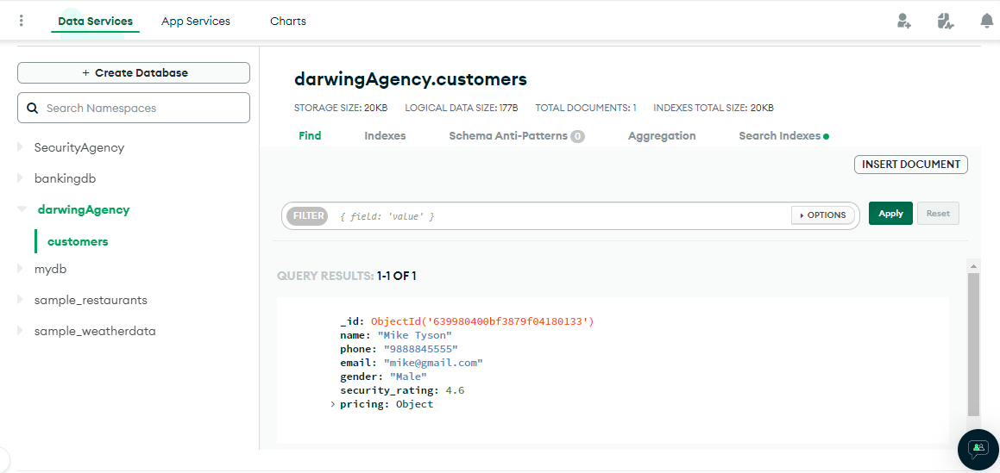 Data Services App Services Charts
+ Create Database
Search Namespaces
SecurityAgency
bankingdb
darwingAgency
customers
mydb
sample_restaurants
sample_weatherdata
darwingAgency.customers
STORAGE SIZE: 20KB LOGICAL DATA SIZE: 177B TOTAL DOCUMENTS: 1 INDEXES TOTAL SIZE: 20KB
Find Indexes Schema Anti-Patterns 0 Aggregation Search Indexes
INSERT DOCUMENT
FILTER { field: 'value' } OPTIONS Apply Reset
QUERY RESULTS: 1-1 OF 1
_id: ObjectId('639980400bf3879f04180133')
name: "Mike Tyson"
phone: "9888845555"
email: "mike@gmail.com"
gender: "Male"
security_rating: 4.6
pricing: Object